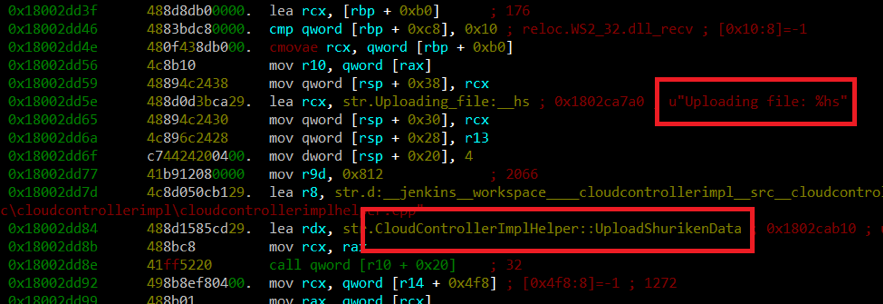 0x18002dd3f 488d8db00000. lea rcx, [rbp + 0xb0] ; 176
0x18002dd46 4883bdc80000. cmp qword [rbp + 0xc8], 0x10 ; reloc.WS2_32.dll_recv ; [0x10:8]=-1
0x18002dd4e 480f438db000. cmovae rcx, qword [rbp + 0xb0]
0x18002dd56 4c8b10 mov r10, qword [rax]
0x18002dd59 48894c2438 mov qword [rsp + 0x38], rcx
0x18002dd5e 488d0d3bca29. lea rcx, str.Uploading_file:__hs ; 0x1802ca7a0 u"Uploading file: %hs"
0x18002dd65 48894c2430 mov qword [rsp + 0x30], rcx
0x18002dd6a 4c896c2428 mov qword [rsp + 0x28], r13
0x18002dd6f c74424200400. mov dword [rsp + 0x20], 4
0x18002dd77 41b912080000 mov r9d, 0x812 ; 2066
0x18002dd7d 4c8d050cb129. lea r8, str.d:__jenkins__workspace____cloudcontrollerimpl__src__cloudcontrol
c\cloudcontrollerimpl\cloudcontrollerimplhelper.cpp"
0x18002dd84 488d1585cd29. lea rdx, str.CloudControllerImplHelper::UploadShurikenData 0x1802cab10 ;
0x18002dd8b 488bc8 mov rcx, rax
0x18002dd8e 41ff5220 call qword [r10 + 0x20] ; 32
0x18002dd92 498b8ef80400. mov rcx, qword [r14 + 0x4f8] ; [0x4f8:8]=-1 ; 1272
0x18002dd99 488b01 mov rax, qword [rcx]